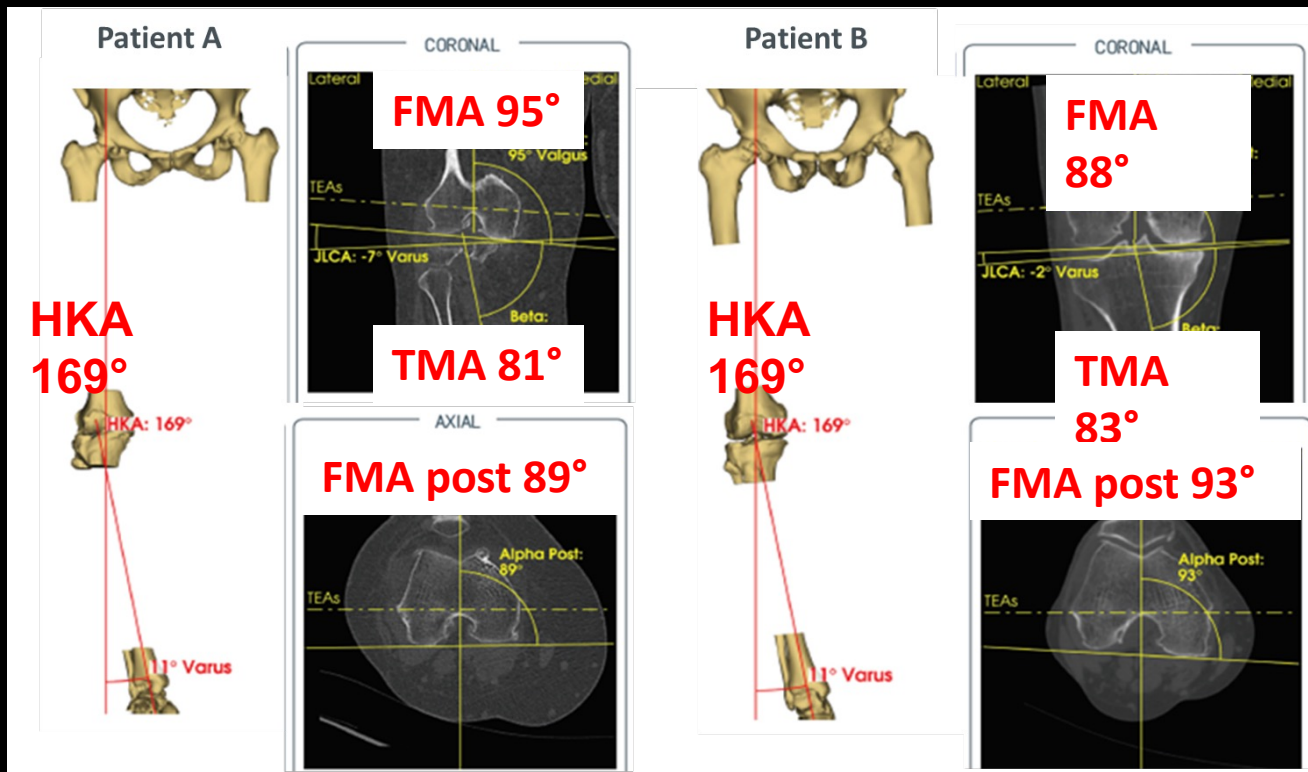 Patient A
CORONAL
Lateral
edial
FMA 95°
95° Valgus
TEAs
JLCA: -7° Varus
Beta:
TMA 81°
HKA
169°
HKA: 169°
11° Varus
AXIAL
FMA post 89°
Alpha Post:
89°
TEAs
Patient B
CORONAL
Lateral
edial
FMA
88°
TEAs
JLCA: -2° Varus
Beta:
TMA
83°
HKA
169°
HKA: 169°
11° Varus
FMA post 93°
Alpha Post:
93°
TEAs